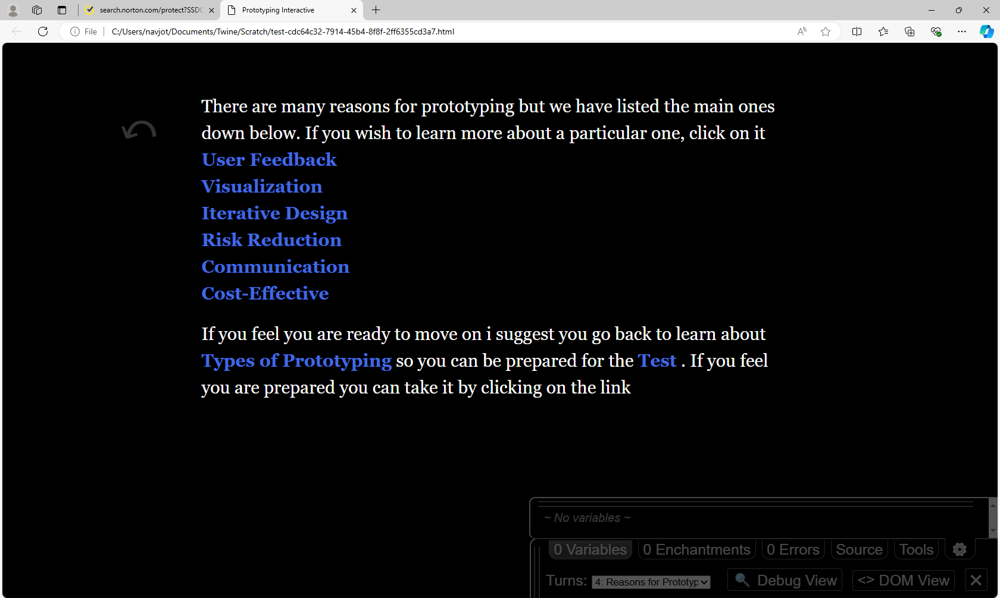 search.norton.com/protect?SSDC
Prototyping Interactive
File
C:/Users/navjot/Documents/Twine/Scratch/test-cdc64c32-7914-45b4-8f8f-2ff6355cd3a7.html
There are many reasons for prototyping but we have listed the main ones
down below. If you wish to learn more about a particular one, click on it
User Feedback
Visualization
Iterative Design
Risk Reduction
Communication
Cost-Effective
If you feel you are ready to move on i suggest you go back to learn about
Types of Prototyping so you can be prepared for the Test . If you feel
you are prepared you can take it by clicking on the link
~ No variables ~
0 Variables 0 Enchantments 0 Errors Source Tools
Turns: 4: Reasons for Prototyp Debug View <> DOM View